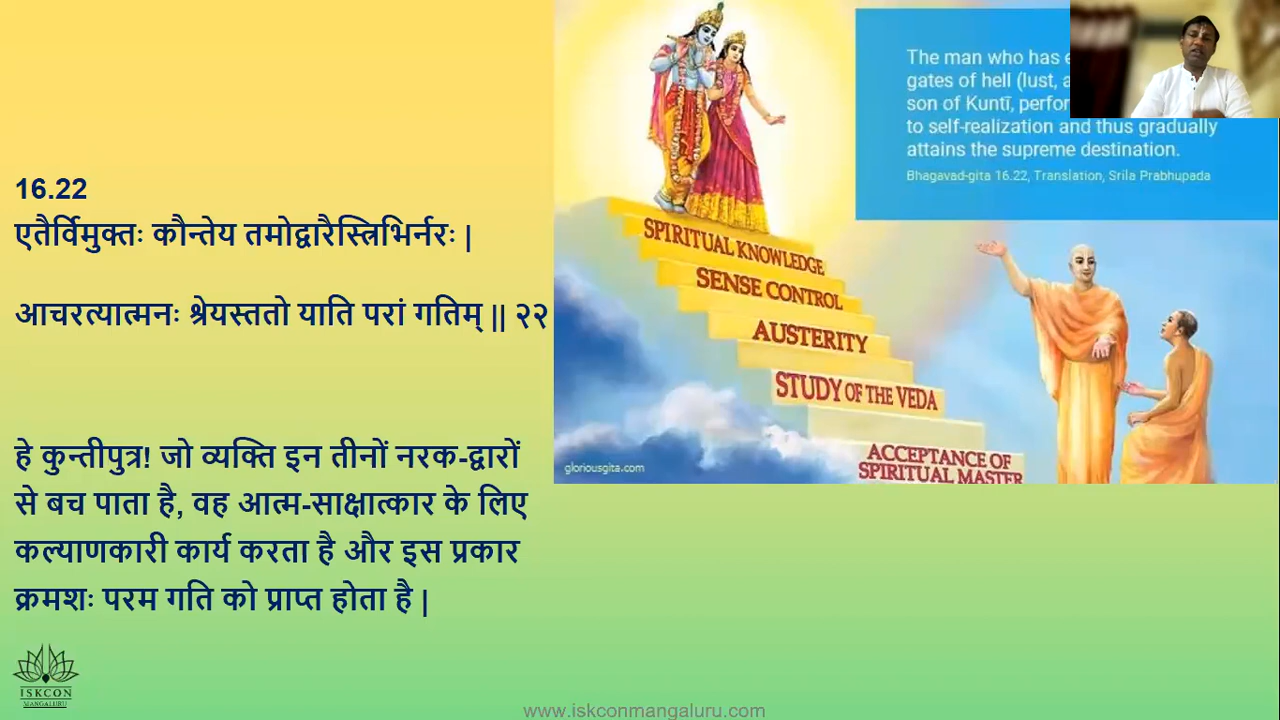 16.22
एतैर्विमुक्तः कौन्तेय तमोद्वारैस्त्रिभिर्नरः |
आचरत्यात्मनः श्रेयस्ततो याति परां गतिम् || २२
हे कुन्तीपुत्र! जो व्यक्ति इन तीनों नरक-द्वारों
से बच पाता है, वह आत्म-साक्षात्कार के लिए
कल्याणकारी कार्य करता है और इस प्रकार
क्रमशः परम गति को प्राप्त होता है |
The man who has
gates of hell (lust,
son of Kuntī,
to self-realization and thus gradually
attains the supreme destination.
Bhagavad-gita 16.22, Translation, Srila Prabhupada
SPIRITUAL KNOWLEDGE
SENSE CONTROL
AUSTERITY
STUDY OF THE VEDA
ACCEPTANCE OF
SPIRITUAL MASTER
gloriousgita.com
ISKCON
MANGALURU
www.iskconmangaluru.com